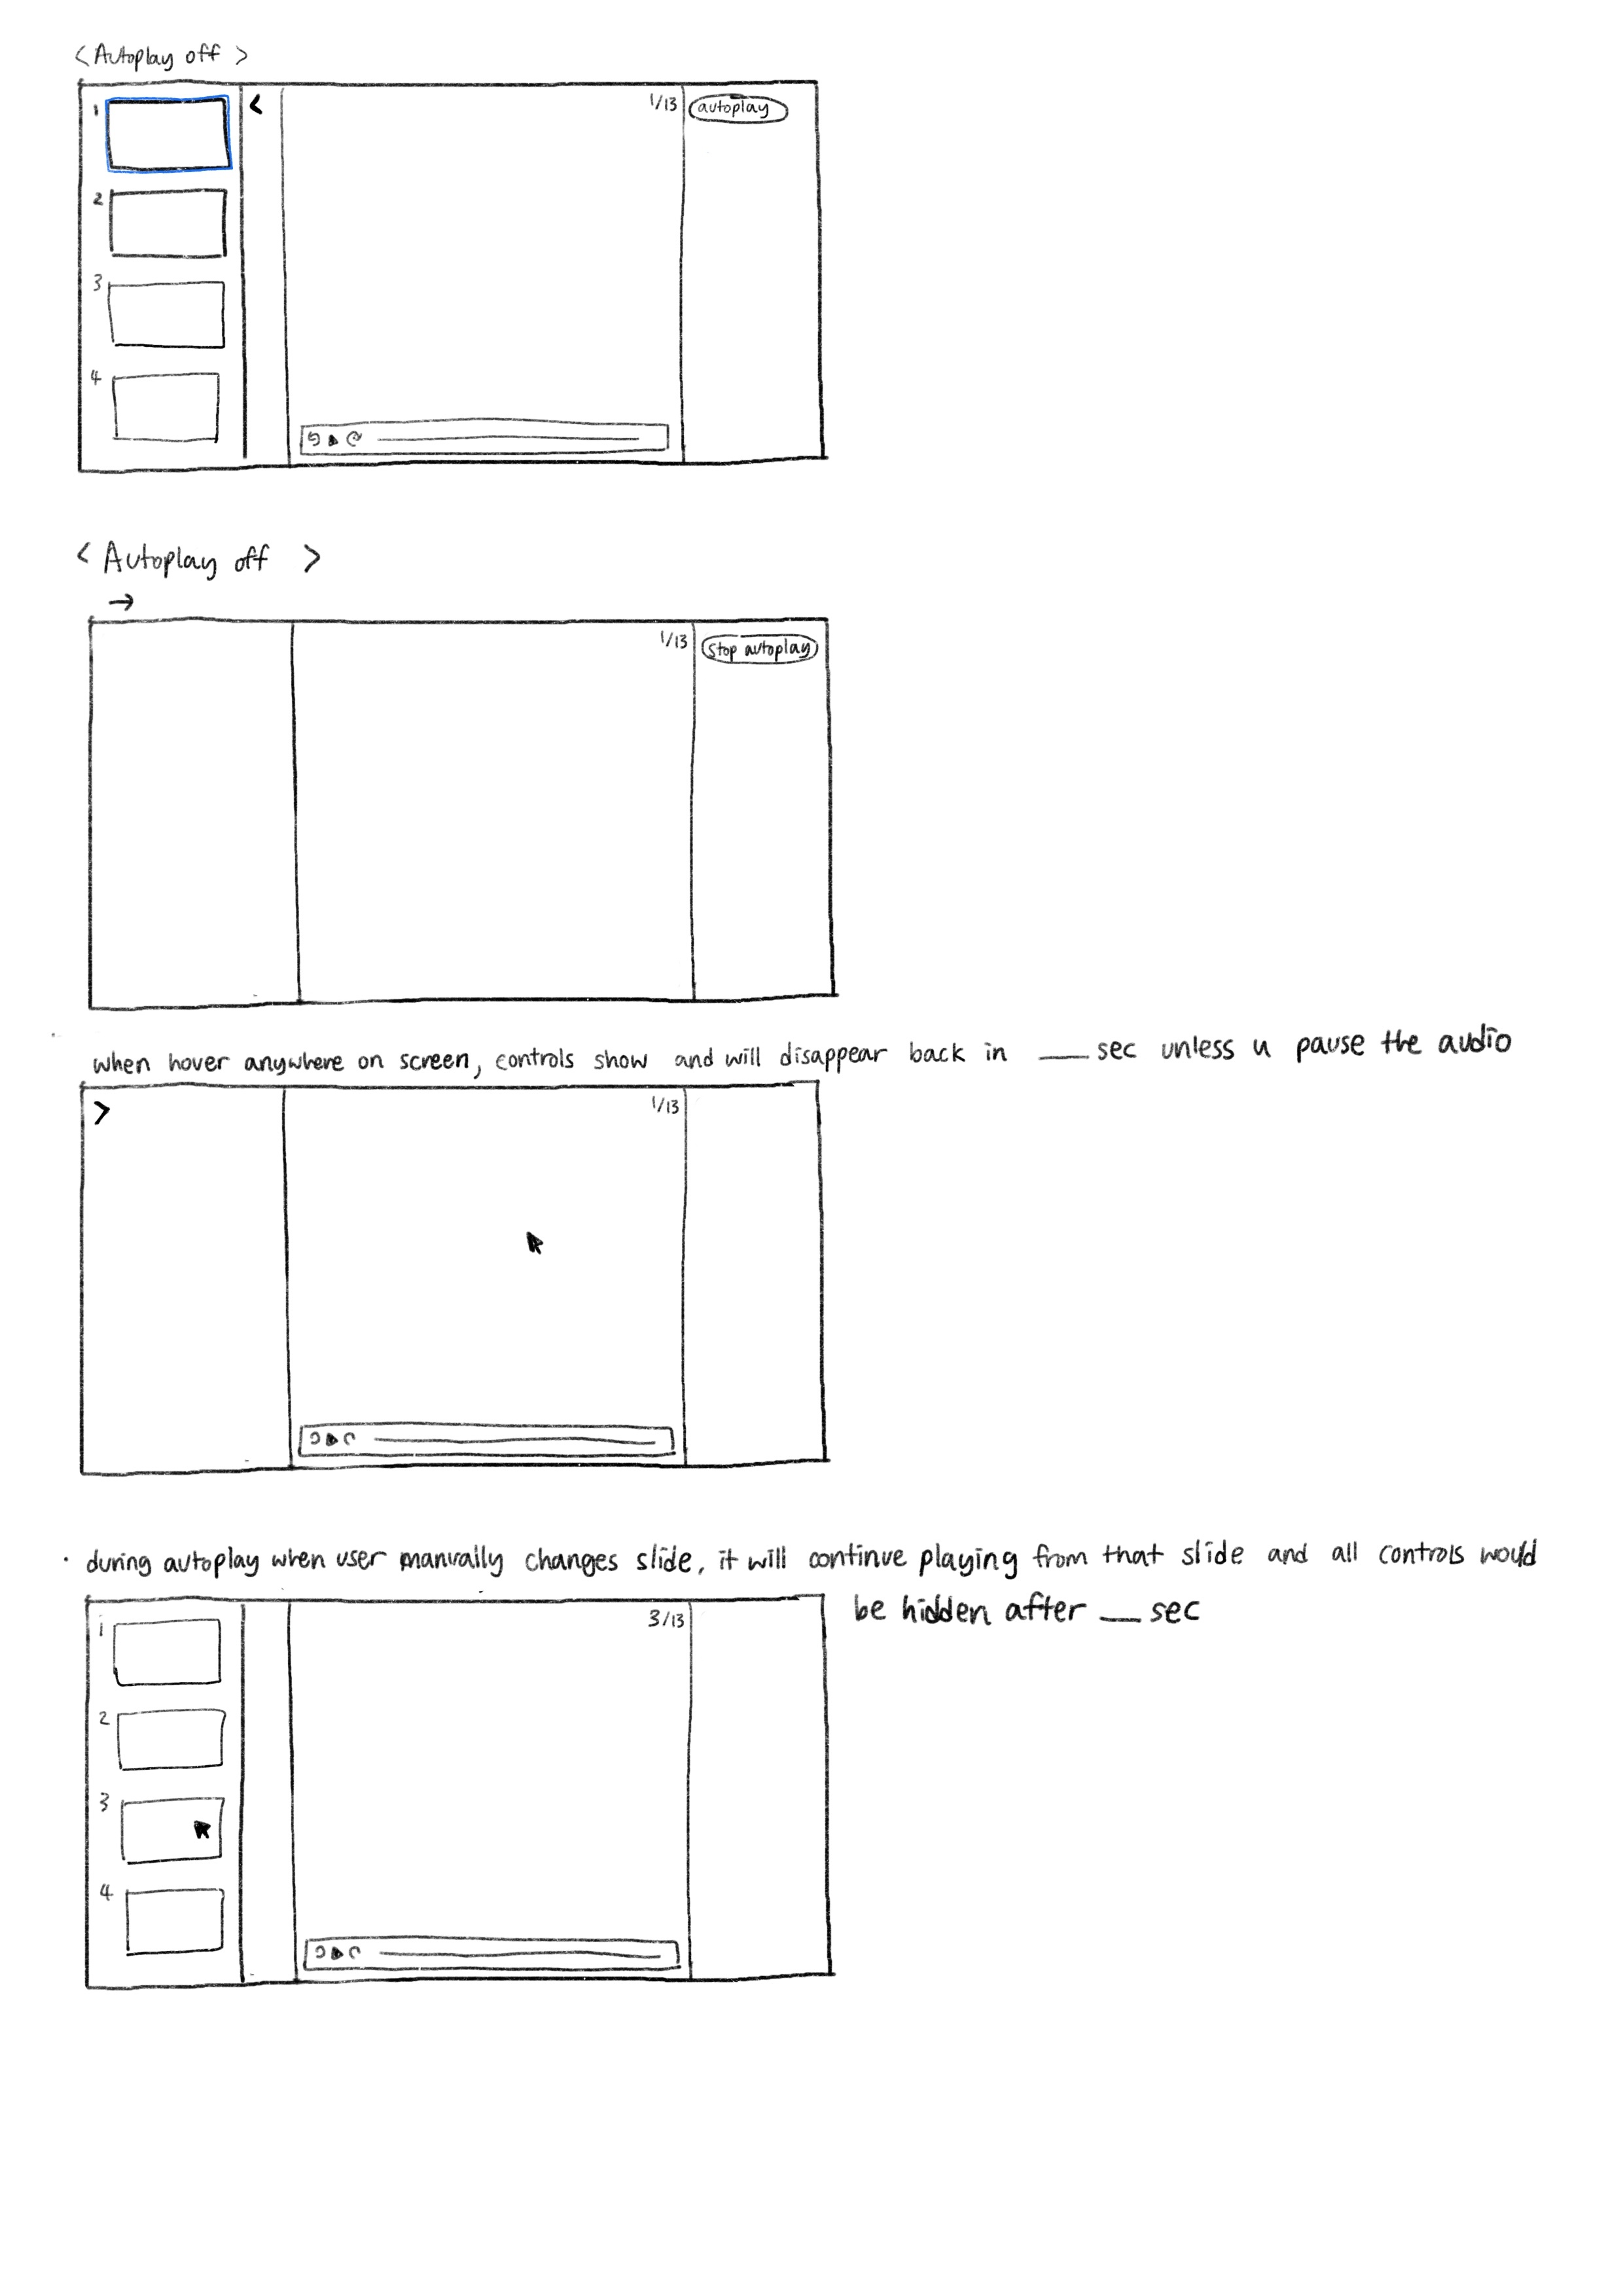 < Autoplay off >
1
<
1/13
autoplay
2
3
4
< Autoplay off >
→
1/13
stop autoplay
when hover anywhere on screen, controls show and will disappear back in ___ sec unless u pause the audio
>
1/13
• during autoplay when user manually changes slide, it will continue playing from that slide and all controls would
be hidden after __ sec
1
3/13
2
3
4